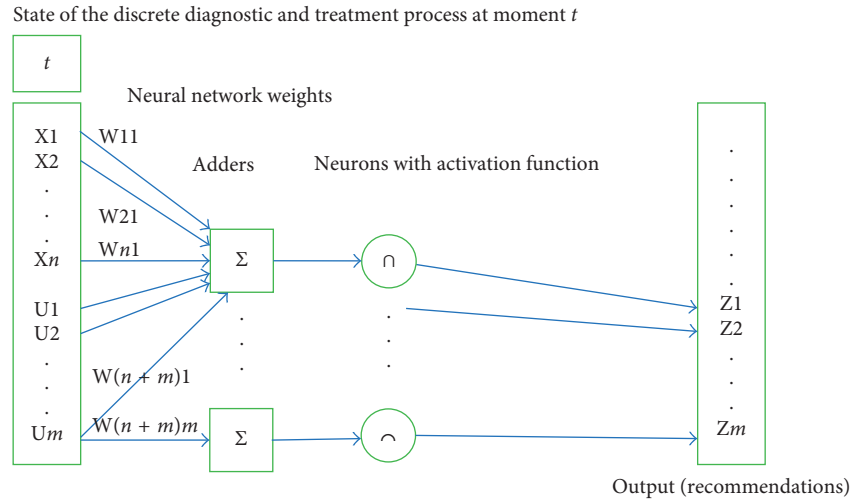 State of the discrete diagnostic and treatment process at moment t
t
Neural network weights
Adders
Neurons with activation function
X1
X2
.
.
.
Xn
U1
U2
.
.
.
Um
W11
W21
Wn1
W(n + m)1
W(n + m)m
Σ
.
.
.
Σ
∩
.
.
.
∩
.
.
.
.
.
.
Z1
Z2
.
.
.
Zm
Output (recommendations)